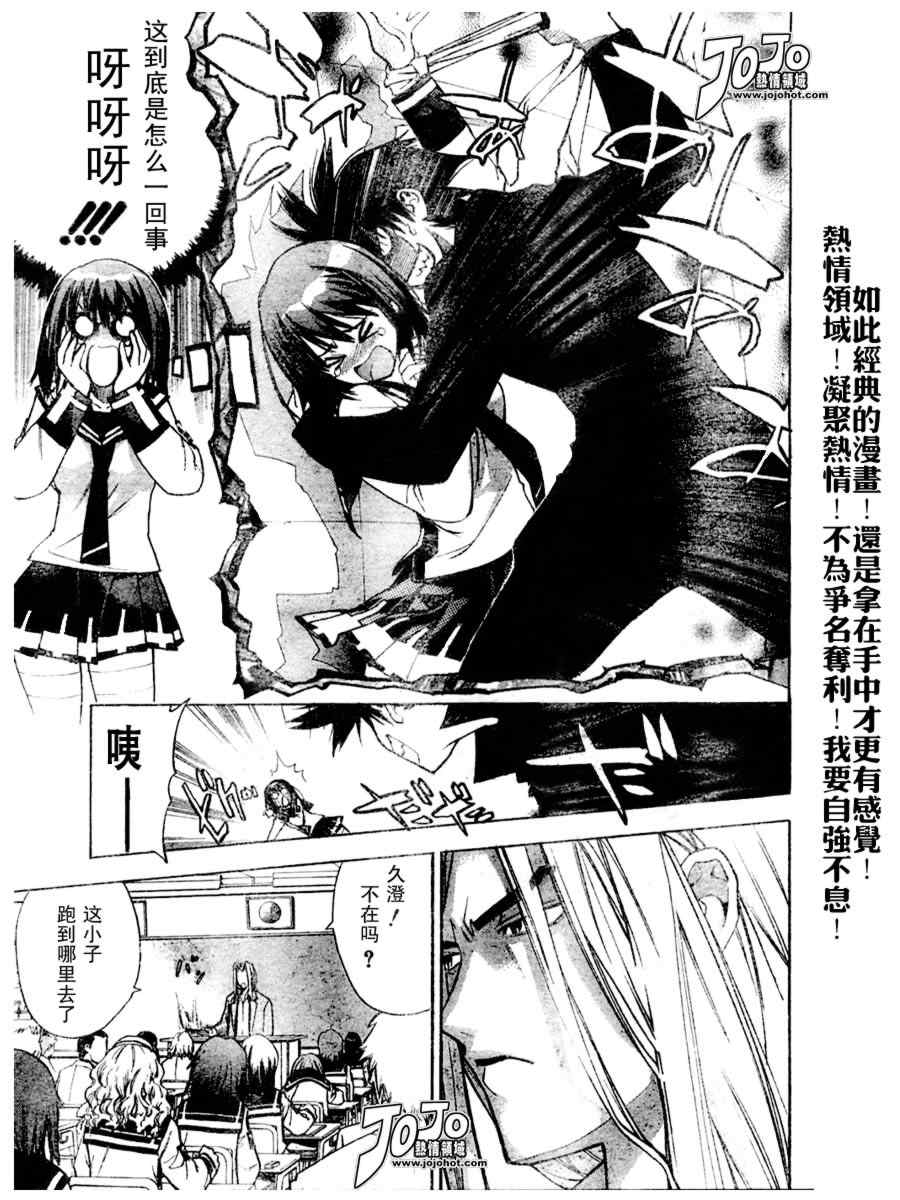 JOJO
熱情領域
www.jojohot.com
如此經典的漫畫！還是拿在手中才更有感覺！
熱情領域！凝聚熱情！不為爭名奪利！我要自強不息！
这到底是怎么一回事
呀呀呀!!!
咦——
久澄！
不在吗？
这小子
跑到哪里去了
JOJO
熱情領域
www.jojohot.com